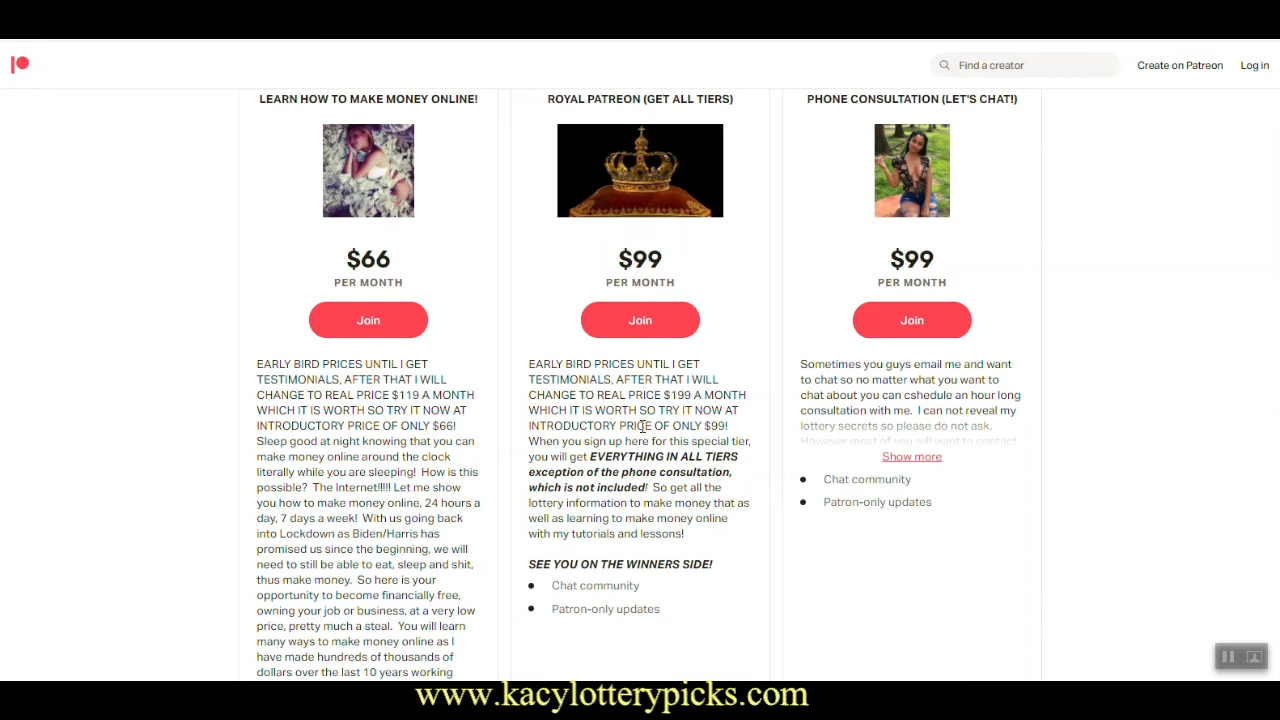 Find a creator
Create on Patreon
Log in
LEARN HOW TO MAKE MONEY ONLINE!
$66
PER MONTH
Join
EARLY BIRD PRICES UNTIL I GET
TESTIMONIALS, AFTER THAT I WILL
CHANGE TO REAL PRICE $119 A MONTH
WHICH IT IS WORTH SO TRY IT NOW AT
INTRODUCTORY PRICE OF ONLY $66!
Sleep good at night knowing that you can
make money online around the clock
literally while you are sleeping!  How is this
possible?  The Internet!!!!! Let me show
you how to make money online, 24 hours a
day, 7 days a week!  With us going back
into Lockdown as Biden/Harris has
promised us since the beginning, we will
need to still be able to eat, sleep and shit,
thus make money.  So here is your
opportunity to become financially free,
owning your job or business, at a very low
price, pretty much a steal.  You will learn
many ways to make money online as I
have made hundreds of thousands of
dollars over the last 10 years working
ROYAL PATREON (GET ALL TIERS)
$99
PER MONTH
Join
EARLY BIRD PRICES UNTIL I GET
TESTIMONIALS, AFTER THAT I WILL
CHANGE TO REAL PRICE $199 A MONTH
WHICH IT IS WORTH SO TRY IT NOW AT
INTRODUCTORY PRICE OF ONLY $99!
When you sign up here for this special tier,
you will get EVERYTHING IN ALL TIERS
exception of the phone consultation,
which is not included!  So get all the
lottery information to make money that as
well as learning to make money online
with my tutorials and lessons!
SEE YOU ON THE WINNERS SIDE!
Chat community
Patron-only updates
PHONE CONSULTATION (LET'S CHAT!)
$99
PER MONTH
Join
Sometimes you guys email me and want
to chat so no matter what you want to
chat about you can cshedule an hour long
consultation with me.  I can not reveal my
lottery secrets so please do not ask.
However most of you will want to contact
Show more
Chat community
Patron-only updates
www.kacylotterypicks.com